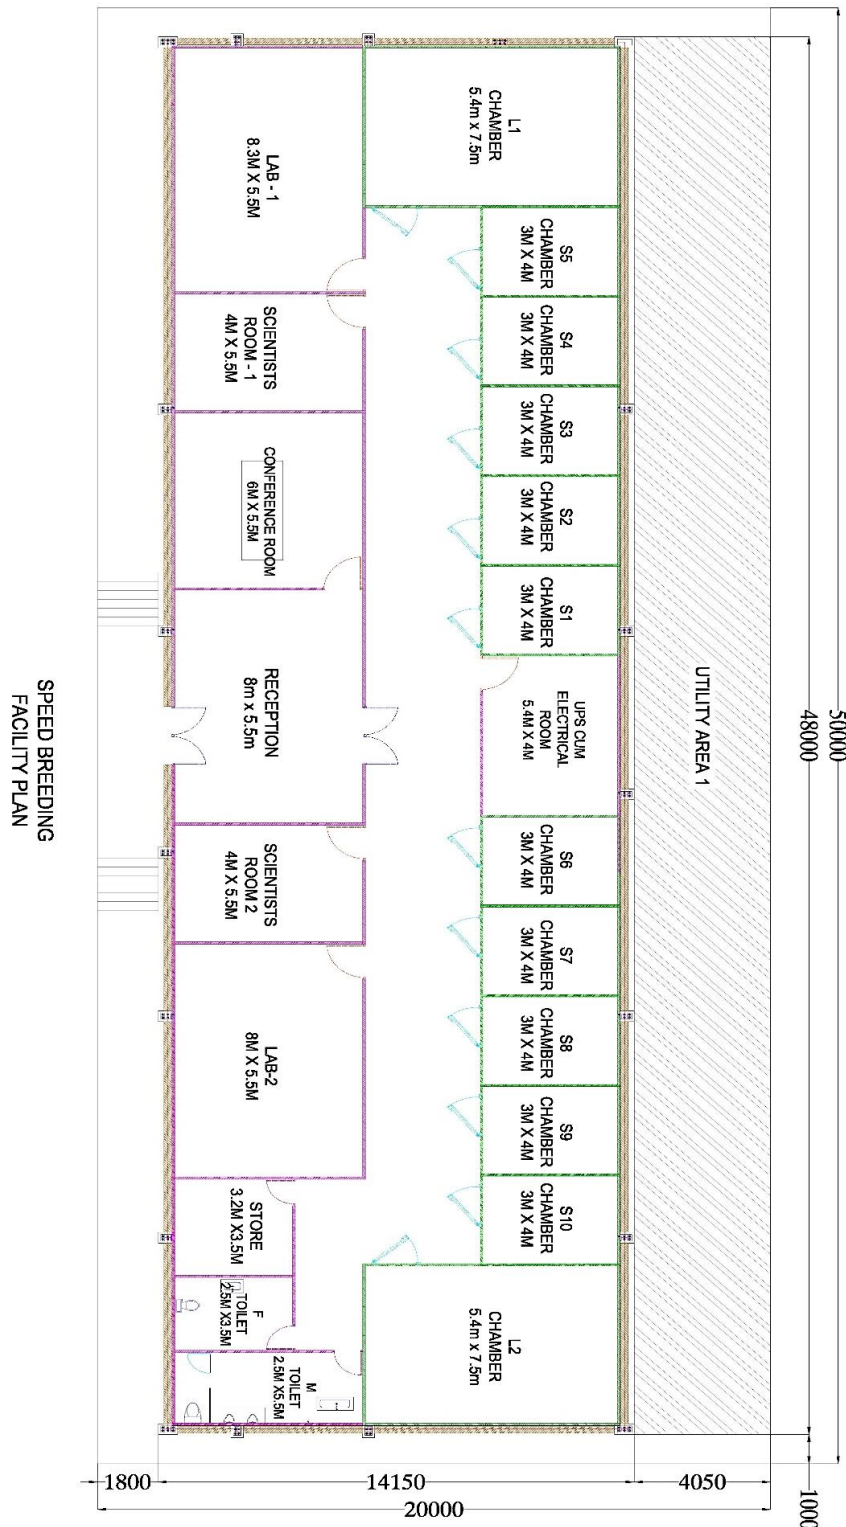 L1
CHAMBER
5.4m x 7.5m
S5
CHAMBER
3M X 4M
S4
CHAMBER
3M X 4M
S3
CHAMBER
3M X 4M
S2
CHAMBER
3M X 4M
S1
CHAMBER
3M X 4M
UPS CUM
ELECTRICAL
ROOM
5.4M X 4M
S6
CHAMBER
3M X 4M
S7
CHAMBER
3M X 4M
S8
CHAMBER
3M X 4M
S9
CHAMBER
3M X 4M
S10
CHAMBER
3M X 4M
L2
CHAMBER
5.4m x 7.5m
LAB - 1
8.3M X 5.5M
SCIENTISTS
ROOM - 1
4M X 5.5M
CONFERENCE ROOM
6M X 5.5M
RECEPTION
8m x 5.5m
SCIENTISTS
ROOM 2
4M X 5.5M
LAB-2
8M X 5.5M
STORE
3.2M X3.5M
F
TOILET
2.5M X3.5M
M
TOILET
2.5M X5.5M
UTILITY AREA 1
50000
48000
1000
1800
14150
4050
20000
SPEED BREEDING
FACILITY PLAN